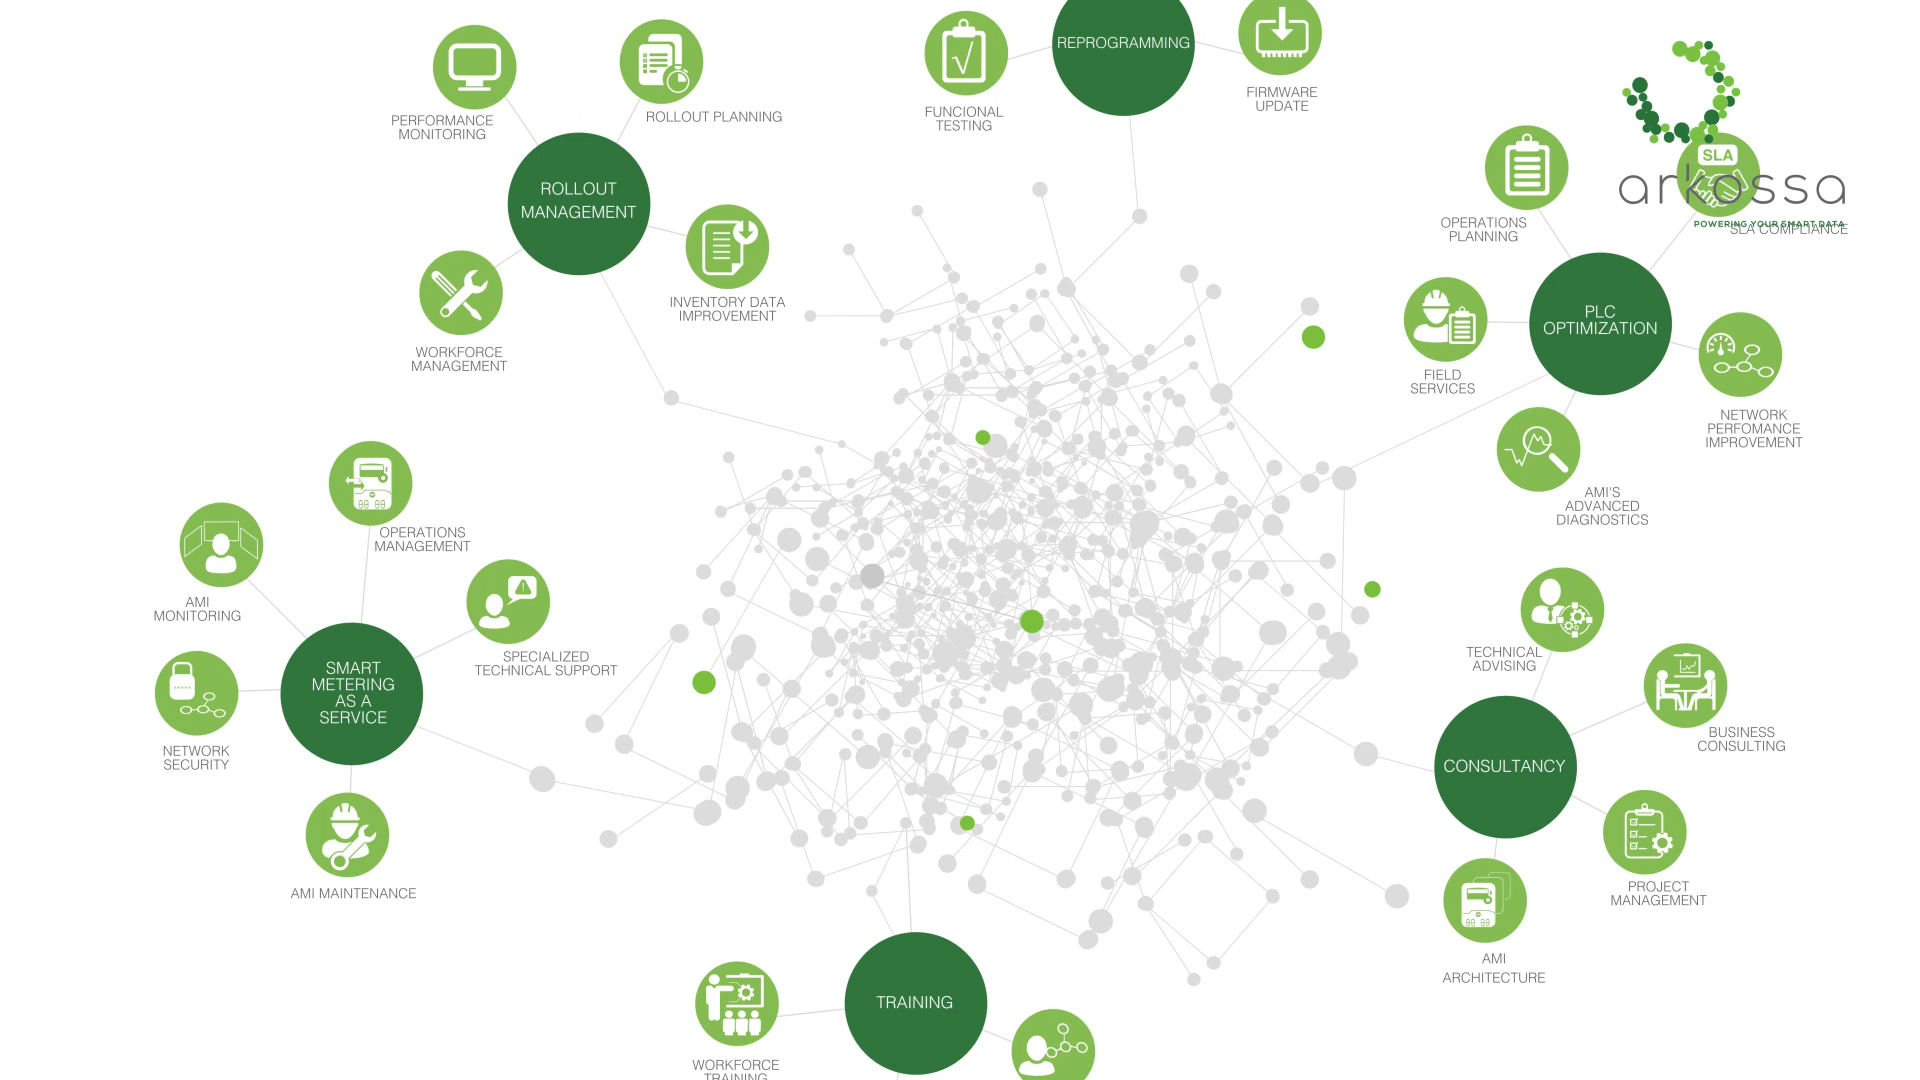 PERFORMANCE
MONITORING
ROLLOUT PLANNING
ROLLOUT
MANAGEMENT
INVENTORY DATA
IMPROVEMENT
WORKFORCE
MANAGEMENT
FUNCIONAL
TESTING
REPROGRAMMING
FIRMWARE
UPDATE
SLA
arkossa
POWERING YOUR SMART DATA
SLA COMPLIANCE
OPERATIONS
PLANNING
PLC
OPTIMIZATION
FIELD
SERVICES
NETWORK
PERFOMANCE
IMPROVEMENT
AMI'S
ADVANCED
DIAGNOSTICS
OPERATIONS
MANAGEMENT
AMI
MONITORING
SPECIALIZED
TECHNICAL SUPPORT
SMART
METERING
AS A
SERVICE
NETWORK
SECURITY
AMI MAINTENANCE
TECHNICAL
ADVISING
BUSINESS
CONSULTING
CONSULTANCY
PROJECT
MANAGEMENT
AMI
ARCHITECTURE
TRAINING
WORKFORCE
TRAINING